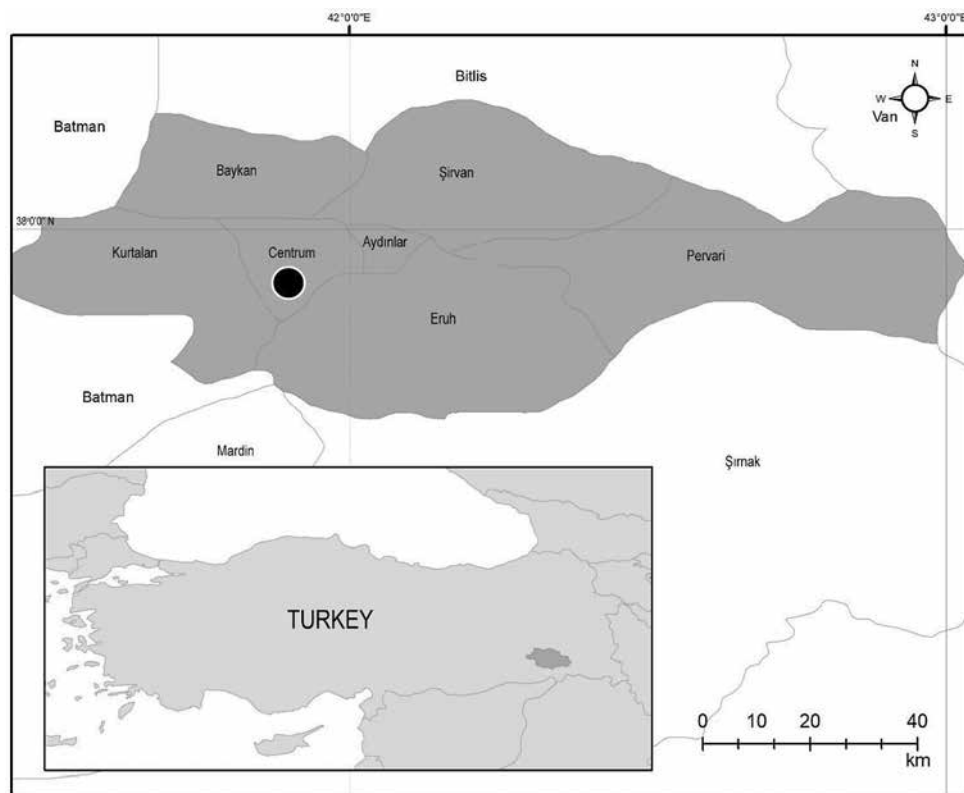 42°0'0"E
43°0'0"E
Bitlis
N
W
E
S
Van
Batman
Baykan
Şirvan
38°0'0" N
Kurtalan
Centrum
Aydınlar
Pervari
Eruh
Batman
Mardin
Şırnak
TURKEY
0 10 20 40
km